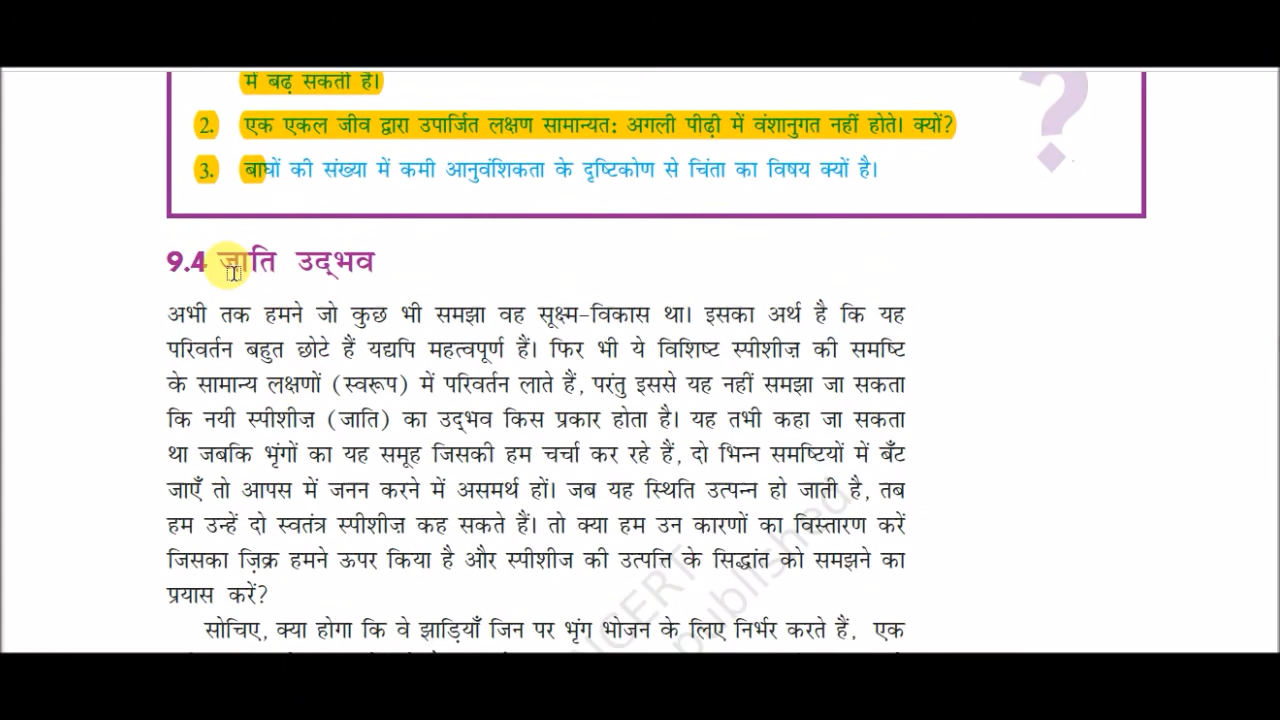 में बढ़ सकती है।
2. एक एकल जीव द्वारा उपार्जित लक्षण सामान्यतः अगली पीढ़ी में वंशानुगत नहीं होते। क्यों?
3. बाघों की संख्या में कमी आनुवंशिकता के दृष्टिकोण से चिंता का विषय क्यों है।
?
9.4 जाति उद्भव
अभी तक हमने जो कुछ भी समझा वह सूक्ष्म-विकास था। इसका अर्थ है कि यह
परिवर्तन बहुत छोटे हैं यद्यपि महत्वपूर्ण हैं। फिर भी ये विशिष्ट स्पीशीज़ की समष्टि
के सामान्य लक्षणों (स्वरूप) में परिवर्तन लाते हैं, परंतु इससे यह नहीं समझा जा सकता
कि नयी स्पीशीज़ (जाति) का उद्भव किस प्रकार होता है। यह तभी कहा जा सकता
था जबकि भृंगों का यह समूह जिसकी हम चर्चा कर रहे हैं, दो भिन्न समष्टियों में बँट
जाएँ तो आपस में जनन करने में असमर्थ हों। जब यह स्थिति उत्पन्न हो जाती है, तब
हम उन्हें दो स्वतंत्र स्पीशीज़ कह सकते हैं। तो क्या हम उन कारणों का विस्तारण करें
जिसका ज़िक्र हमने ऊपर किया है और स्पीशीज की उत्पत्ति के सिद्धांत को समझने का
प्रयास करें?
सोचिए, क्या होगा कि वे झाड़ियाँ जिन पर भृंग भोजन के लिए निर्भर करते हैं, एक
NCERT
published